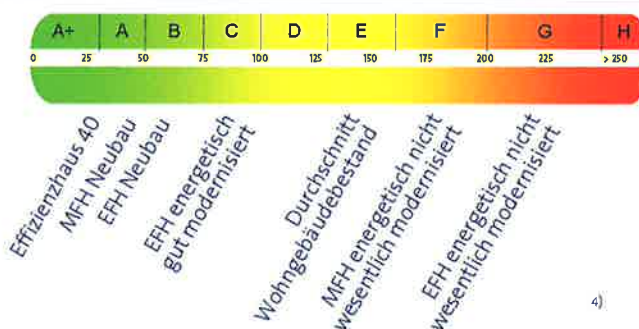 A+ A B C D E F G H
0 25 50 75 100 125 150 175 200 225 > 250
Effizienzhaus 40
MFH Neubau
EFH Neubau
EFH energetisch
gut modernisiert
Durchschnitt
Wohngebäudebestand
MFH energetisch nicht
wesentlich modernisiert
EFH energetisch nicht
wesentlich modernisiert
4)